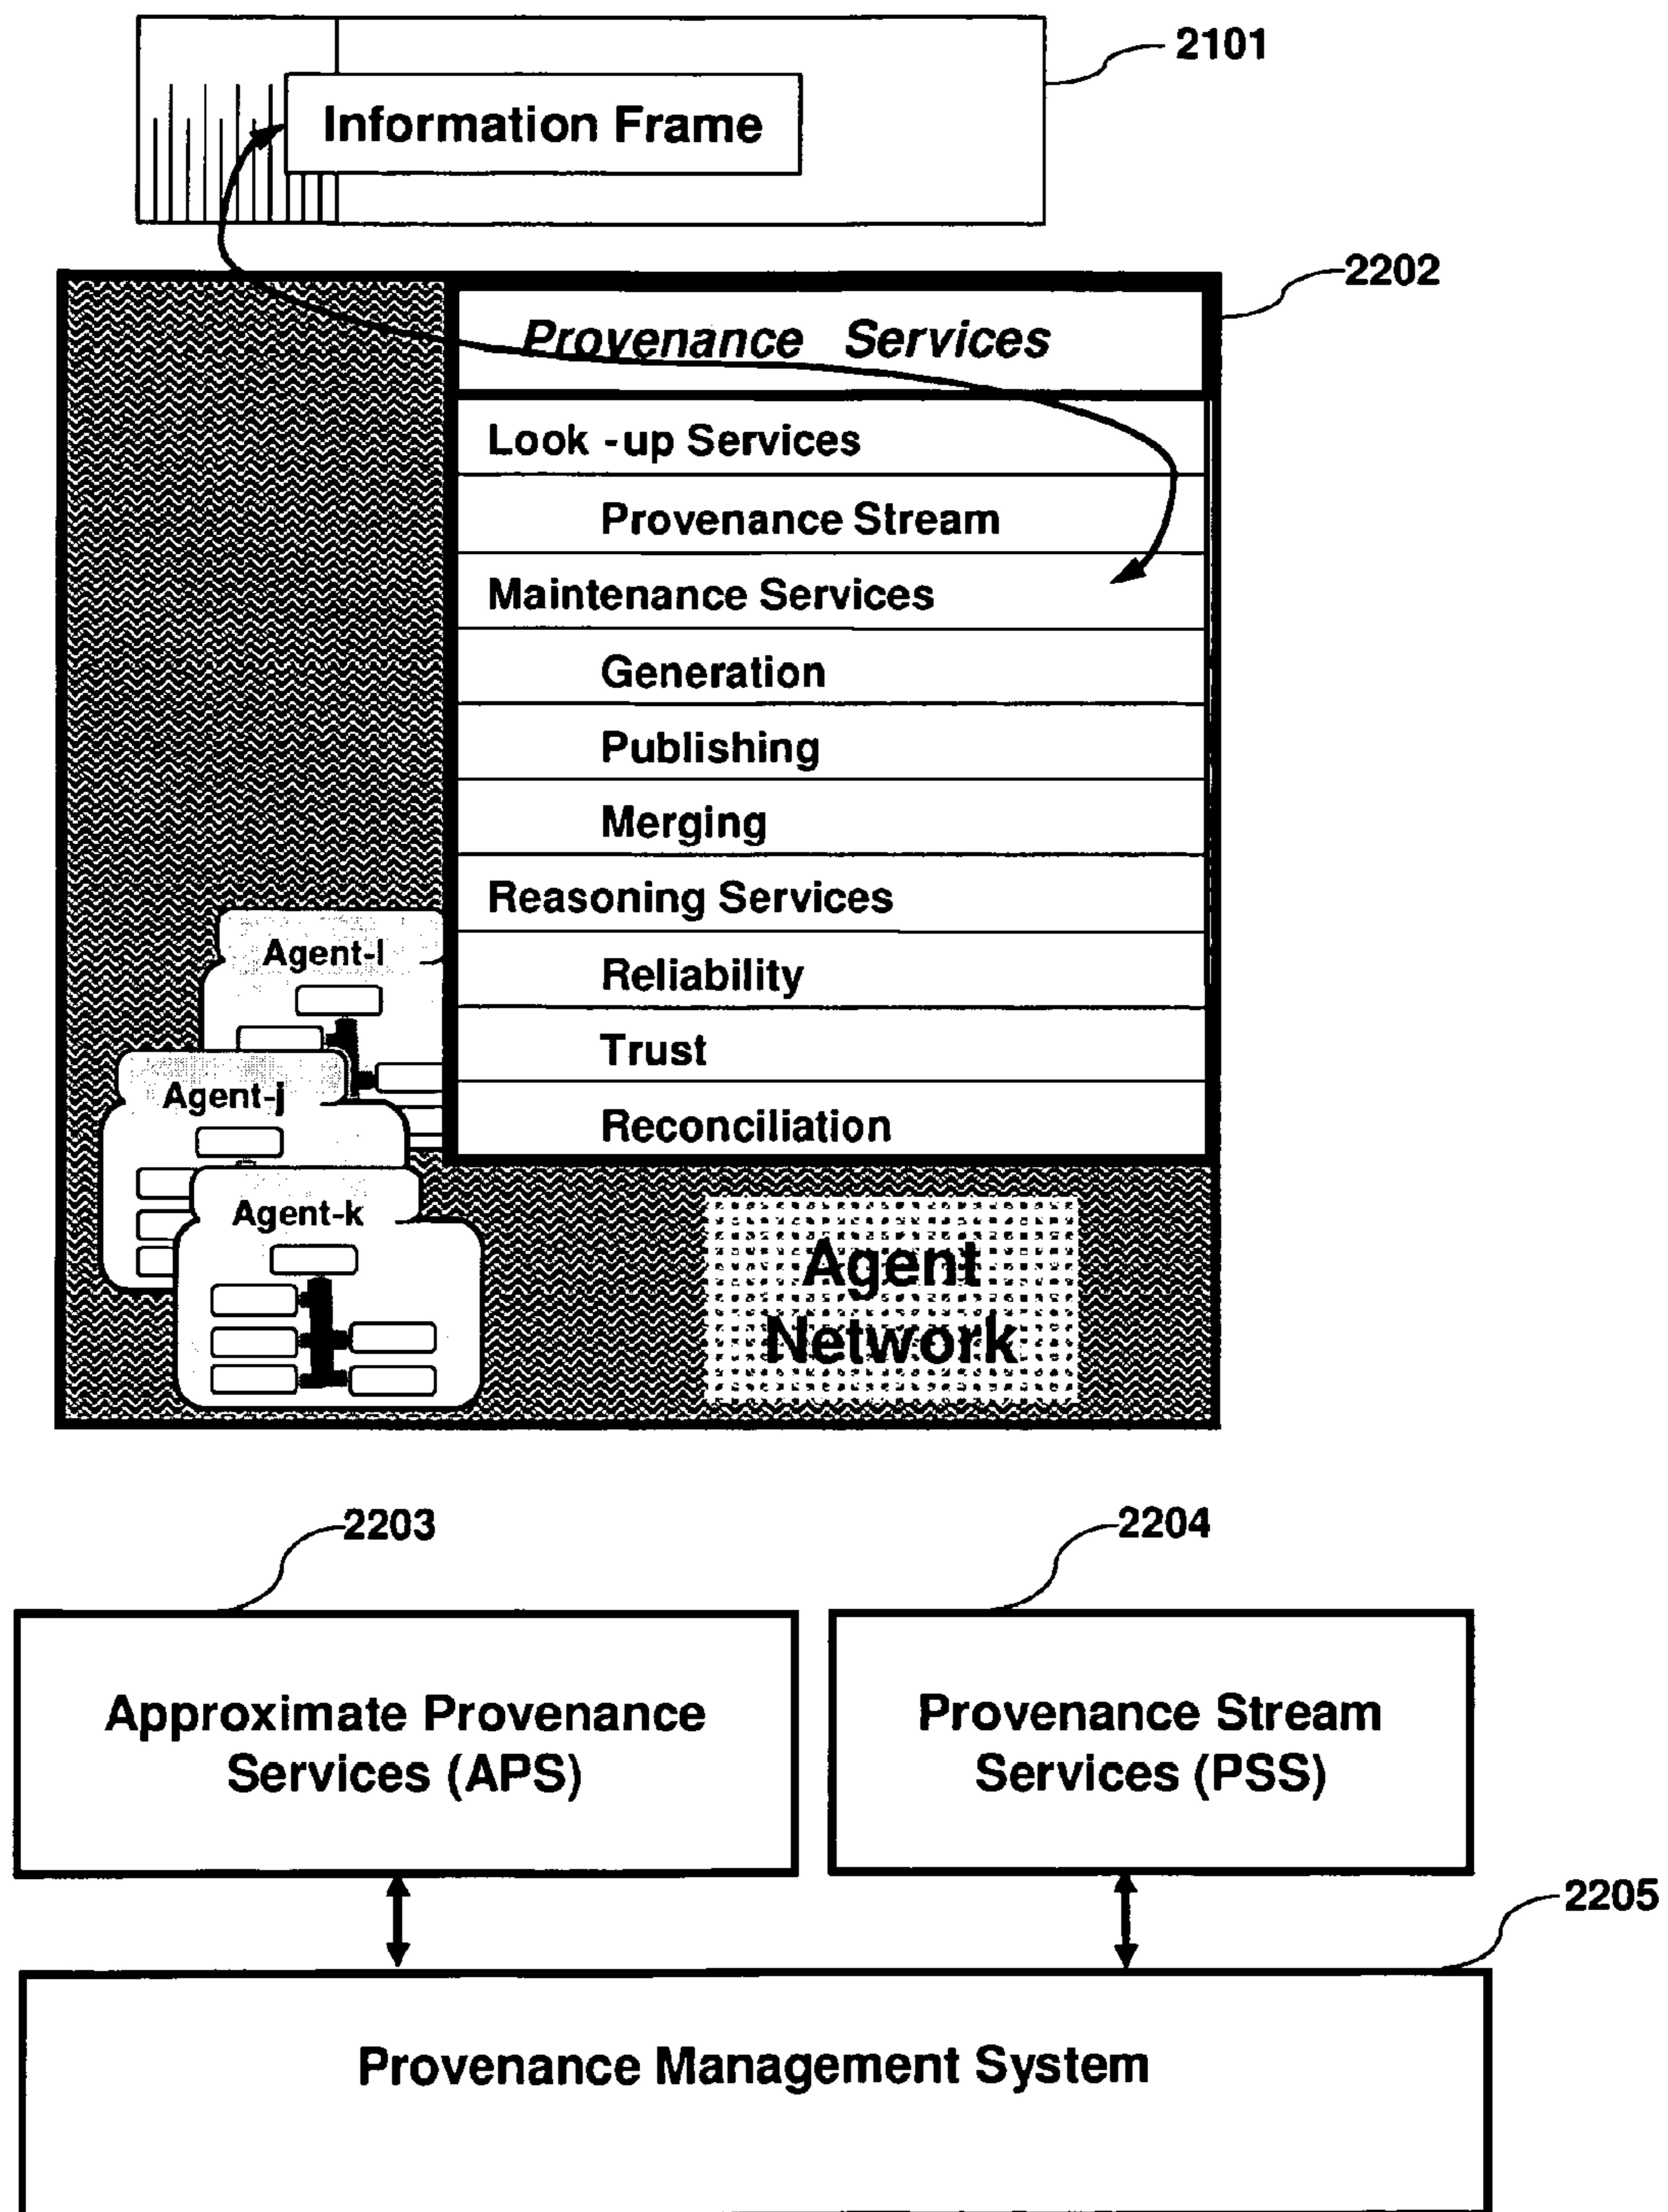 2101
Information Frame
2202
Provenance Services
Look -up Services
Provenance Stream
Maintenance Services
Generation
Publishing
Merging
Reasoning Services
Reliability
Trust
Reconciliation
Agent-I
Agent-j
Agent-k
Agent
Network
2203
2204
Approximate Provenance
Services (APS)
Provenance Stream
Services (PSS)
2205
Provenance Management System